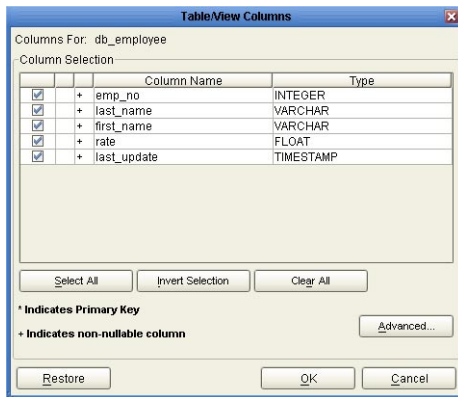 Table/View Columns
Columns For: db_employee
Column Selection
Column Name Type
+ emp_no INTEGER
+ last_name VARCHAR
+ first_name VARCHAR
+ rate FLOAT
+ last_update TIMESTAMP
Select All Invert Selection Clear All
* Indicates Primary Key
+ Indicates non-nullable column
Advanced...
Restore OK Cancel